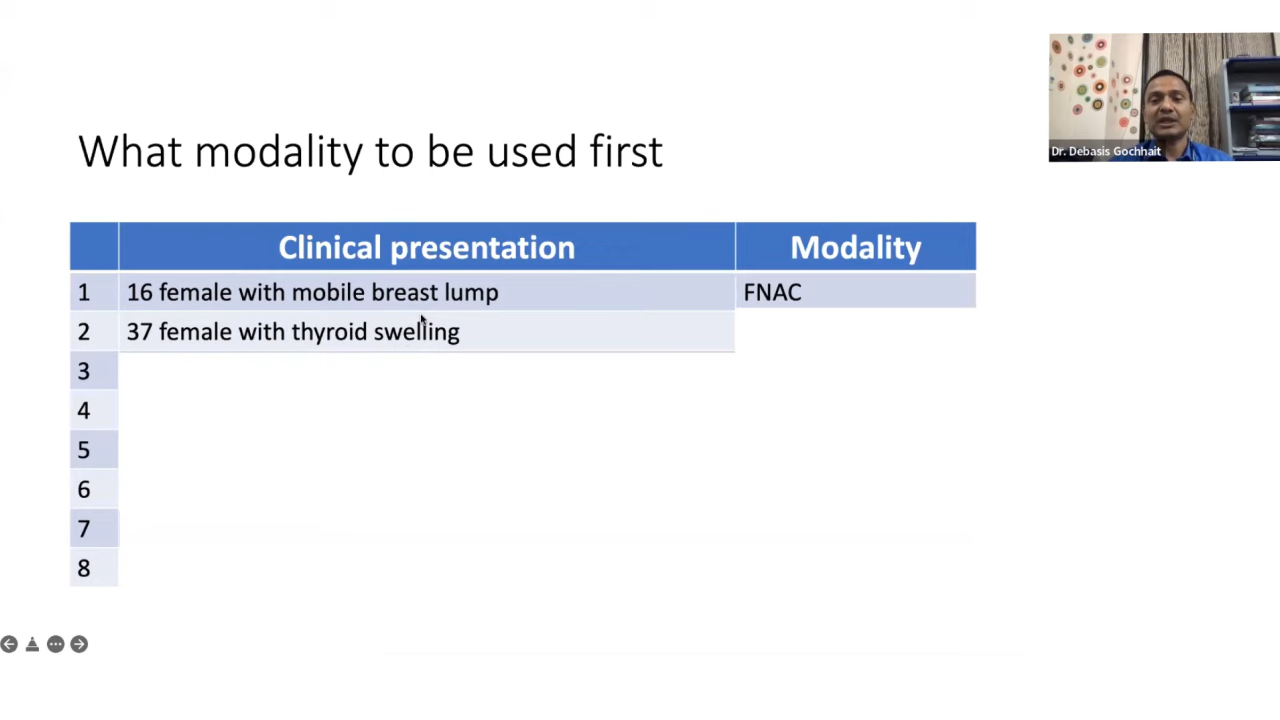 Dr. Debasis Gochhait
What modality to be used first
Clinical presentation Modality
1 16 female with mobile breast lump FNAC
2 37 female with thyroid swelling
3
4
5
6
7
8